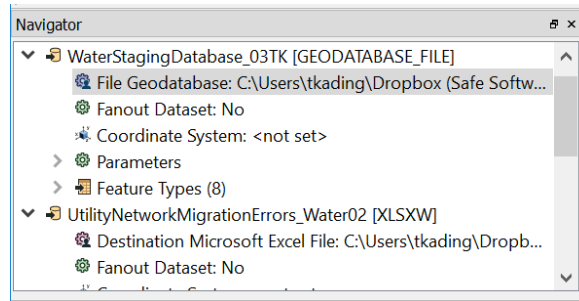 Navigator
WaterStagingDatabase_03TK [GEODATABASE_FILE]
File Geodatabase: C:\Users\tkading\Dropbox (Safe Softw...
Fanout Dataset: No
Coordinate System: <not set>
Parameters
Feature Types (8)
UtilityNetworkMigrationErrors_Water02 [XLSXW]
Destination Microsoft Excel File: C:\Users\tkading\Dropb...
Fanout Dataset: No